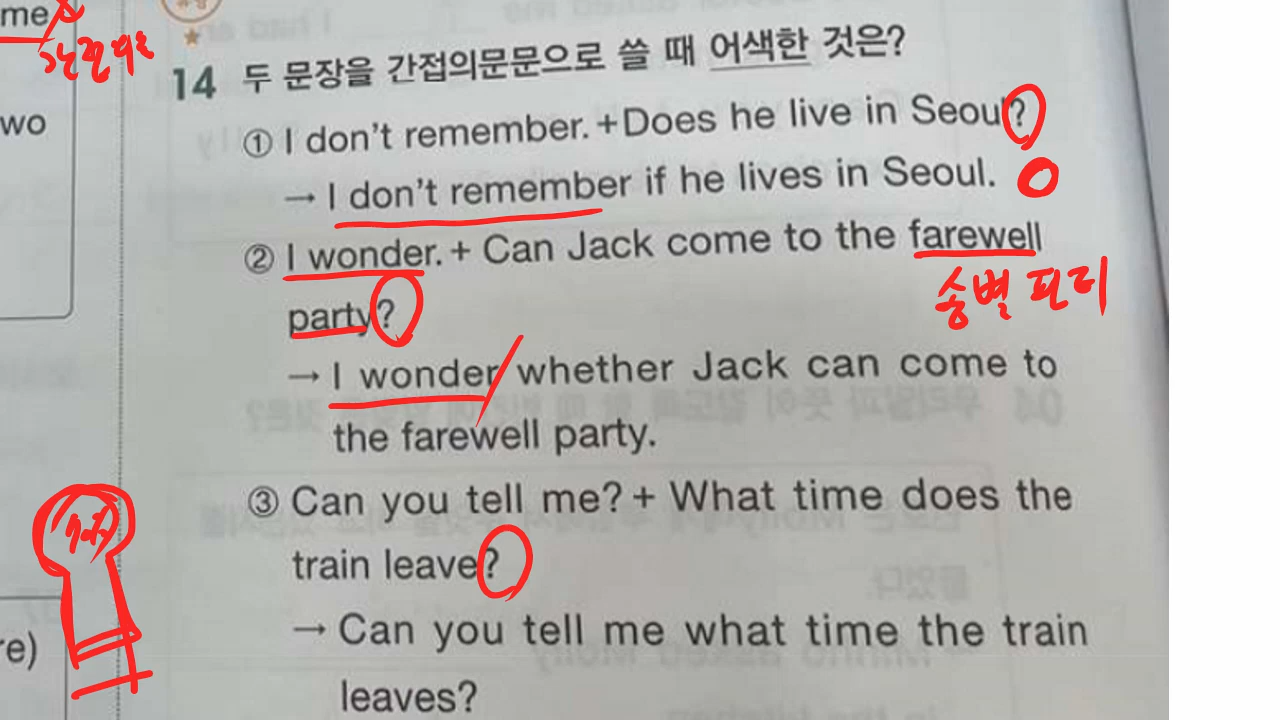 me
wo
re)
14 두 문장을 간접의문문으로 쓸 때 어색한 것은?
① I don't remember. +Does he live in Seoul?
→ I don't remember if he lives in Seoul.
② I wonder. + Can Jack come to the farewell
송별 파티
party?
→ I wonder whether Jack can come to
the farewell party.
③ Can you tell me? + What time does the
train leave?
→ Can you tell me what time the train
leaves?